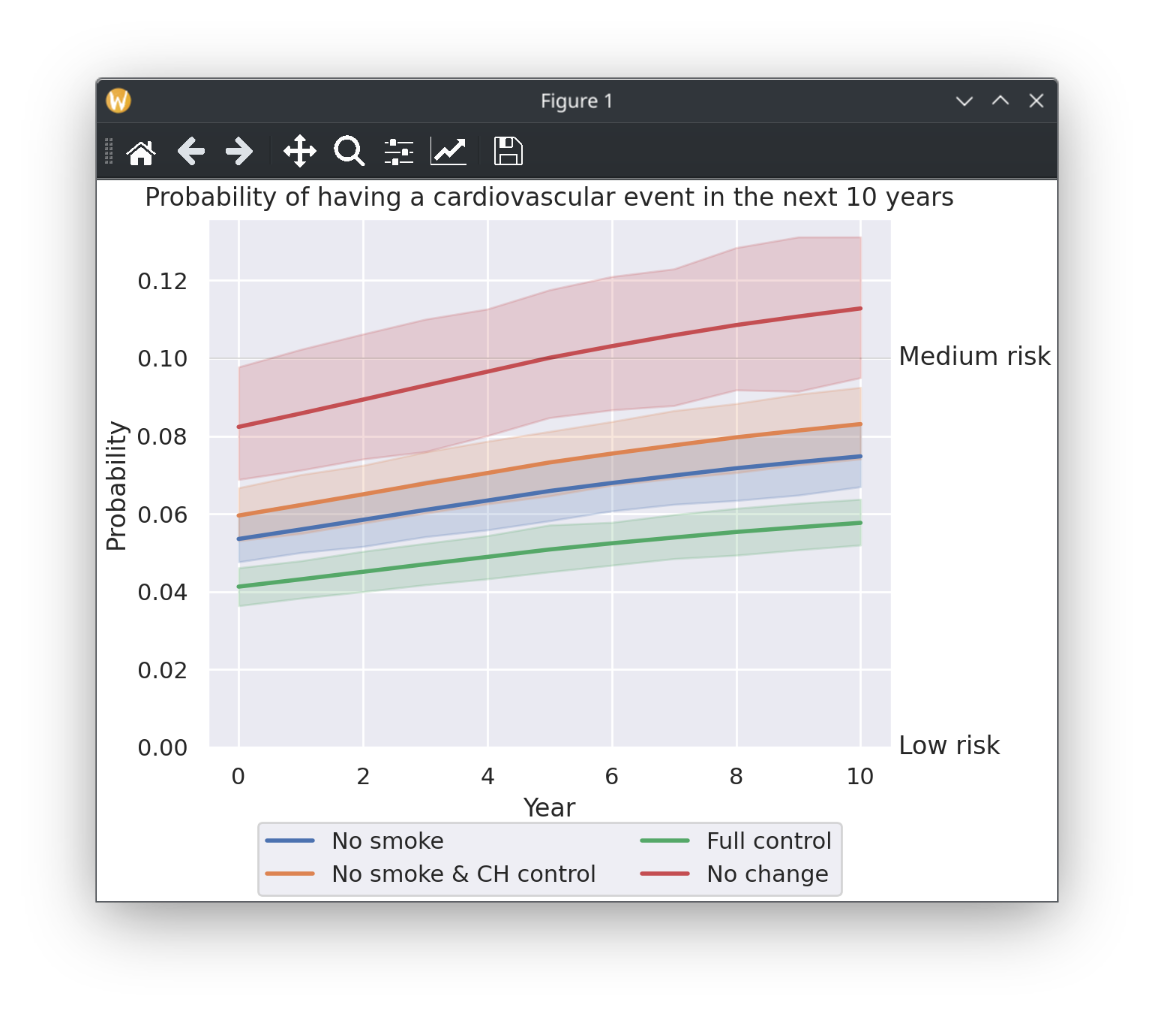 Figure 1
Probability of having a cardiovascular event in the next 10 years
0.12
0.10
Medium risk
0.08
Probability
0.06
0.04
0.02
0.00
Low risk
0 2 4 6 8 10
Year
No smoke Full control
No smoke & CH control No change